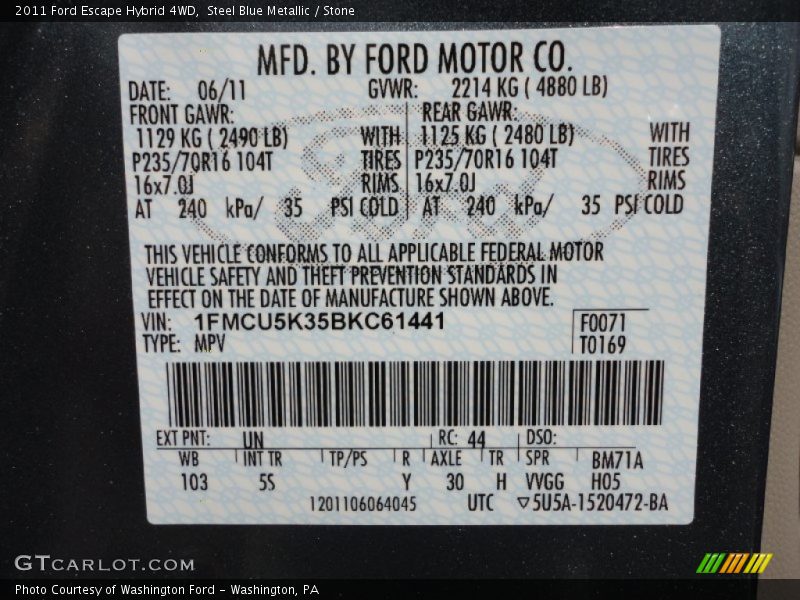 2011 Ford Escape Hybrid 4WD,  Steel Blue Metallic / Stone
MFD. BY FORD MOTOR CO.
DATE: 06/11 GVWR: 2214 KG ( 4880 LB)
FRONT GAWR: REAR GAWR:
1129 KG ( 2490 LB) WITH 1125 KG ( 2480 LB) WITH
P235/70R16 104T TIRES P235/70R16 104T TIRES
16x7.0J RIMS 16x7.0J RIMS
AT 240 kPa/ 35 PSI COLD AT 240 kPa/ 35 PSI COLD
Ford
THIS VEHICLE CONFORMS TO ALL APPLICABLE FEDERAL MOTOR
VEHICLE SAFETY AND THEFT PREVENTION STANDARDS IN
EFFECT ON THE DATE OF MANUFACTURE SHOWN ABOVE.
VIN: 1FMCU5K35BKC61441 F0071
TYPE: MPV T0169
EXT PNT: UN RC: 44 DSO:
WB INT TR TP/PS R AXLE TR SPR BM71A
103 5S Y 30 H VVGG H05
1201106064045 UTC ▽5U5A-1520472-BA
GTCARLOT.COM
Photo Courtesy of Washington Ford - Washington, PA